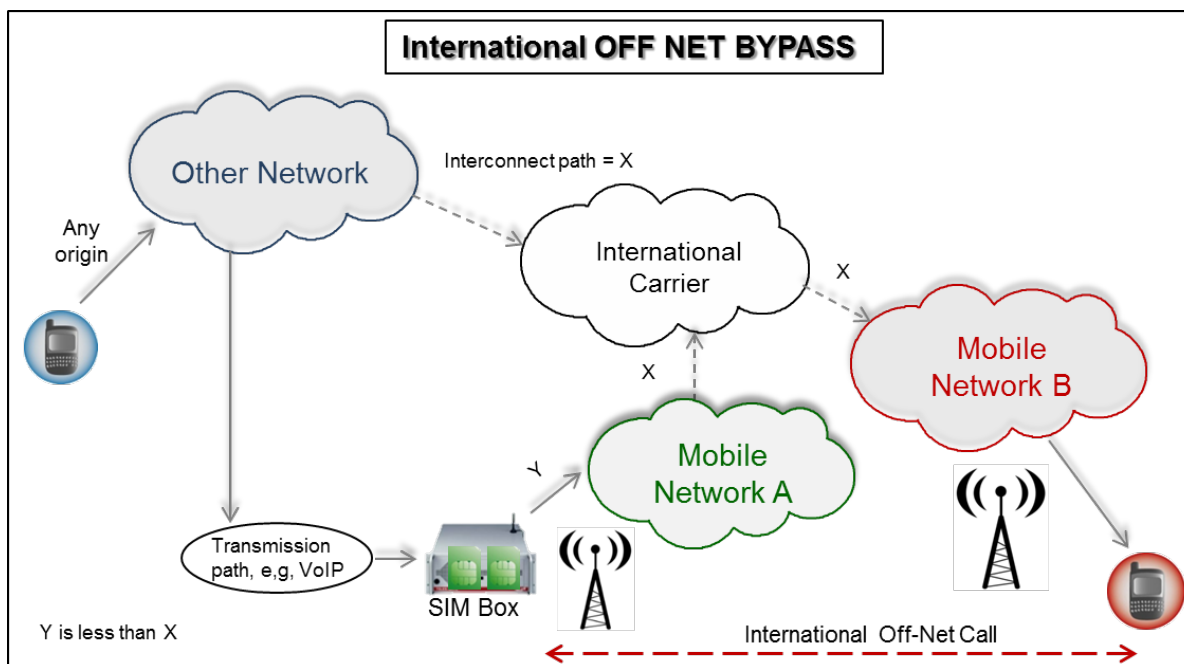 International OFF NET BYPASS
Other Network
Interconnect path = X
Any
origin
International
Carrier
X
Mobile
Network B
X
Mobile
Network A
Y
Transmission
path, e,g, VoIP
SIM Box
Y is less than X
International Off-Net Call